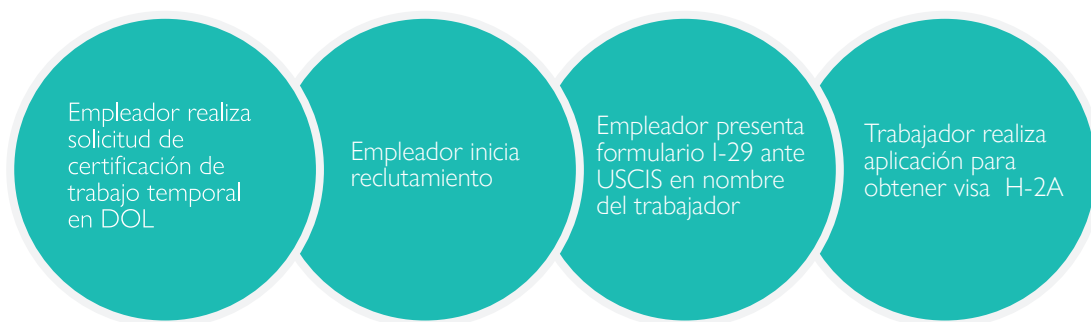 Empleador realiza
solicitud de
certificación de
trabajo temporal
en DOL
Empleador inicia
reclutamiento
Empleador presenta
formulario I-29 ante
USCIS en nombre
del trabajador
Trabajador realiza
aplicación para
obtener visa H-2A